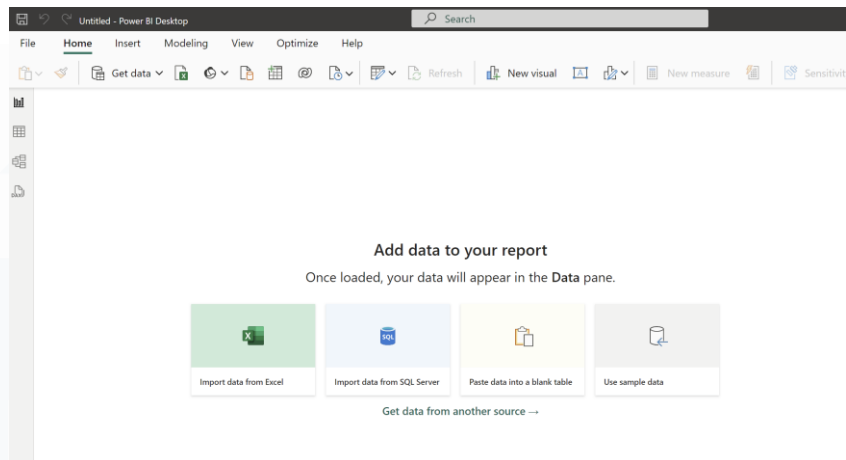 Untitled - Power BI Desktop
Search
File Home Insert Modeling View Optimize Help
Get data Refresh New visual A New measure Sensitivit
Add data to your report
Once loaded, your data will appear in the Data pane.
X SQL
Import data from Excel Import data from SQL Server Paste data into a blank table Use sample data
Get data from another source →